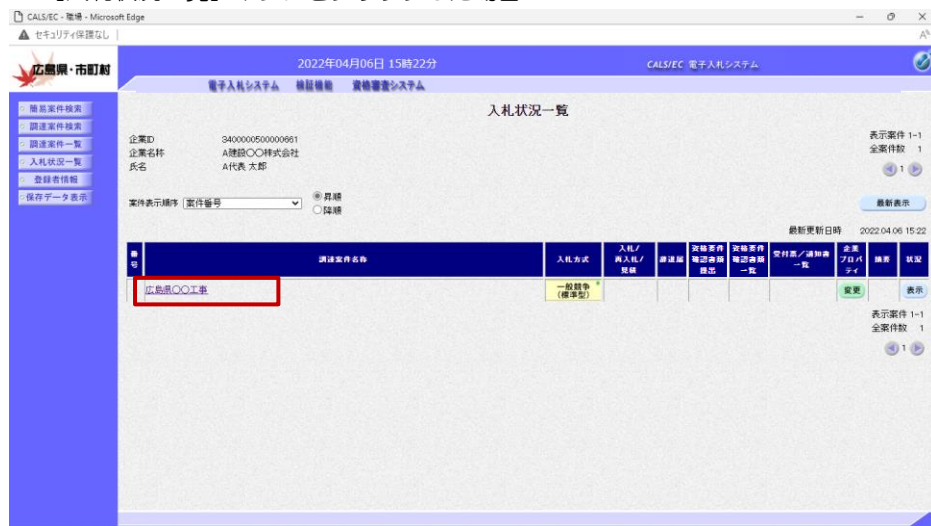 CALS/EC - 職場 - Microsoft Edge
セキュリティ保護なし
広島県・市町村
2022年04月06日 15時22分
CALS/EC 電子入札システム
電子入札システム 検証機能 資格審査システム
簡易案件検索
調達案件検索
調達案件一覧
入札状況一覧
登録者情報
保存データ表示
入札状況一覧
企業ID 3400000500000661
企業名称 A建設〇〇株式会社
氏名 A代表 太郎
表示案件 1-1
全案件数 1
1
案件表示順序 案件番号
昇順
降順
最新表示
最新更新日時 2022.04.06 15:22
番号 調達案件名称 入札方式 入札/再入札/見積 辞退届 資格要件確認書類提出 資格要件確認書類一覧 受付票/通知書一覧 企業プロパティ 摘要 状況
広島県〇〇工事 一般競争(標準型) 変更 表示
表示案件 1-1
全案件数 1
1